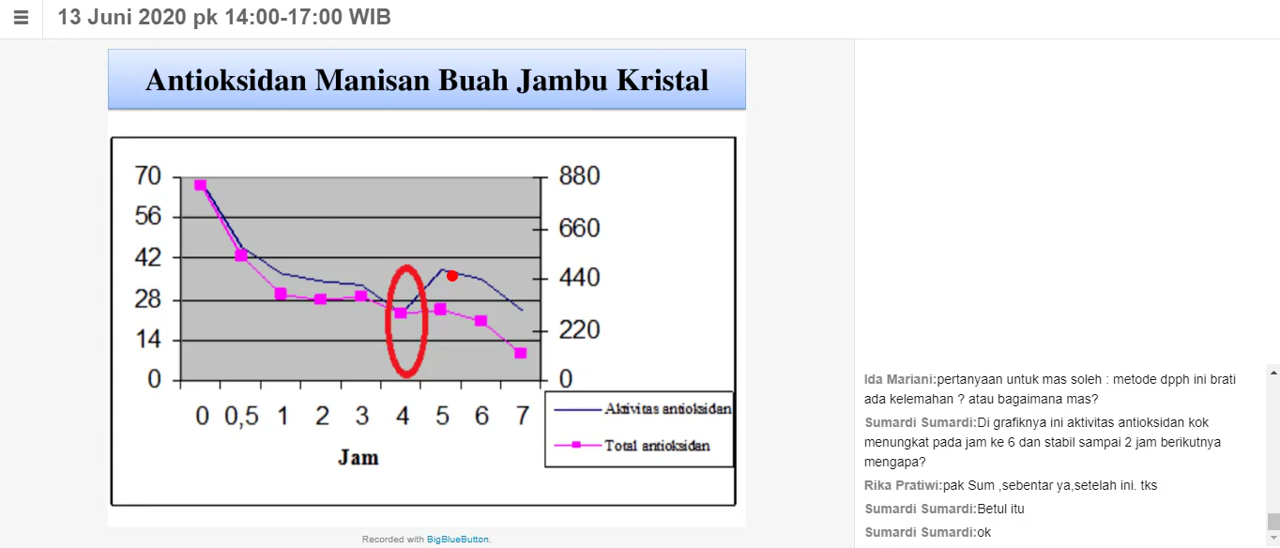 13 Juni 2020 pk 14:00-17:00 WIB
Antioksidan Manisan Buah Jambu Kristal
70
56
42
28
14
0
880
660
440
220
0
0 0,5 1 2 3 4 5 6 7
Jam
Aktivitas antioksidan
Total antioksidan
Recorded with BigBlueButton.
Ida Mariani:pertanyaan untuk mas soleh : metode dpph ini brati
ada kelemahan ? atau bagaimana mas?
Sumardi Sumardi:Di grafiknya ini aktivitas antioksidan kok
menungkat pada jam ke 6 dan stabil sampai 2 jam berikutnya
mengapa?
Rika Pratiwi:pak Sum ,sebentar ya,setelah ini. tks
Sumardi Sumardi:Betul itu
Sumardi Sumardi:ok